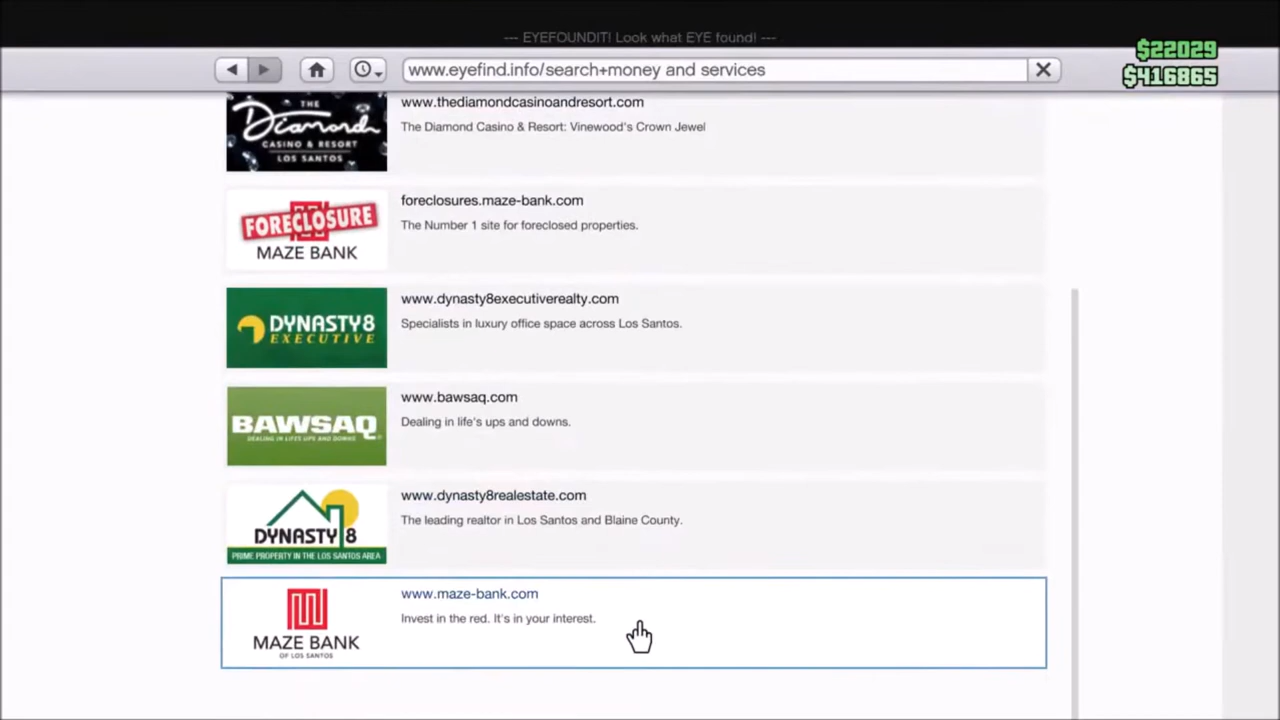 --- EYEFOUNDIT! Look what EYE found! ---
$22029
$416865
www.eyefind.info/search+money and services
THE
Diamond
CASINO & RESORT
LOS SANTOS
www.thediamondcasinoandresort.com
The Diamond Casino & Resort: Vinewood's Crown Jewel
FORECLOSURE
MAZE BANK
foreclosures.maze-bank.com
The Number 1 site for foreclosed properties.
DYNASTY8
EXECUTIVE
www.dynasty8executiverealty.com
Specialists in luxury office space across Los Santos.
BAWSAQ
DEALING IN LIFE'S UPS AND DOWNS
www.bawsaq.com
Dealing in life's ups and downs.
DYNASTY 8
PRIME PROPERTY IN THE LOS SANTOS AREA
www.dynasty8realestate.com
The leading realtor in Los Santos and Blaine County.
MAZE BANK
OF LOS SANTOS
www.maze-bank.com
Invest in the red. It's in your interest.